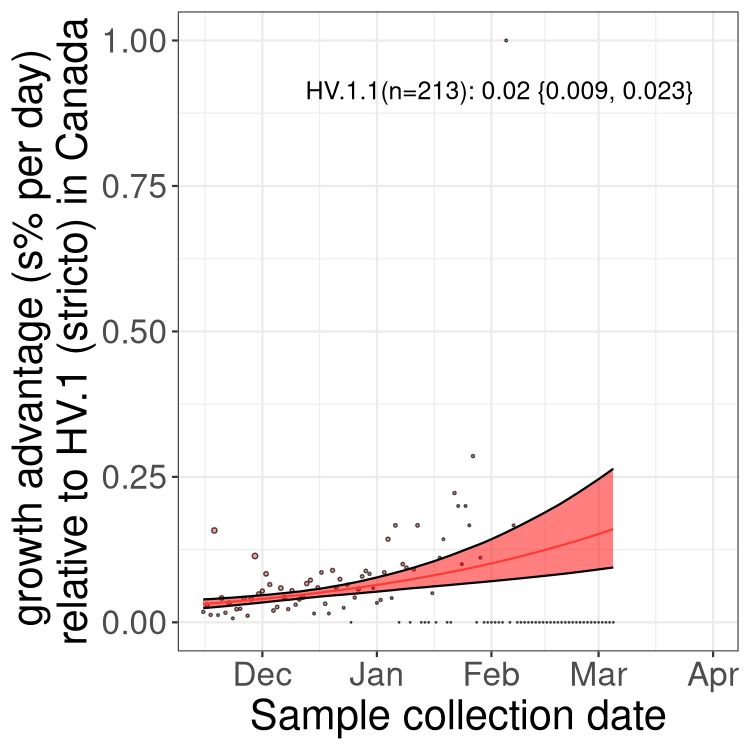 growth advantage (s% per day)
relative to HV.1 (stricto) in Canada
1.00
0.75
0.50
0.25
0.00
HV.1.1(n=213): 0.02 {0.009, 0.023}
Dec Jan Feb Mar Apr
Sample collection date